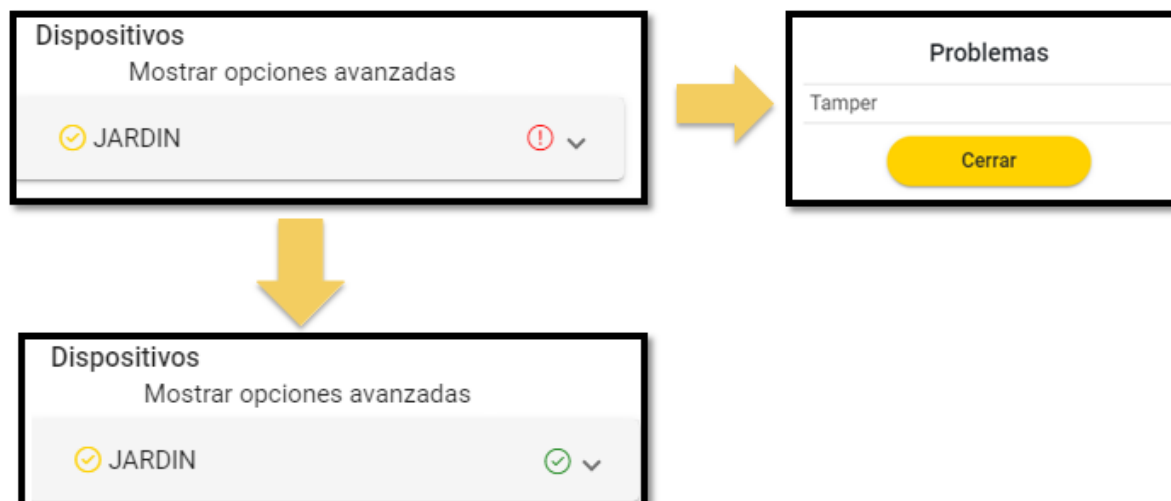 Dispositivos
Mostrar opciones avanzadas
JARDIN
Problemas
Tamper
Cerrar
Dispositivos
Mostrar opciones avanzadas
JARDIN